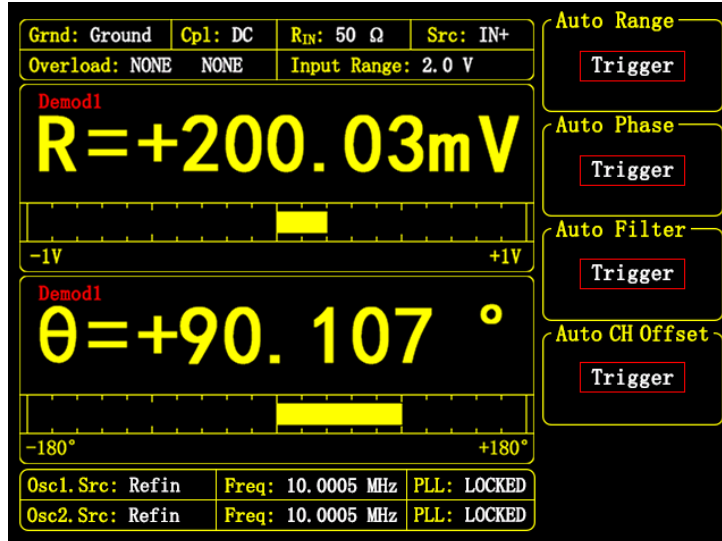 Grnd: Ground Cpl: DC RIN: 50 Ω Src: IN+
Overload: NONE NONE Input Range: 2.0 V
Demod1
R=+200.03mV
-1V +1V
Demod1
θ=+90.107 °
-180° +180°
Osc1.Src: Refin Freq: 10.0005 MHz PLL: LOCKED
Osc2.Src: Refin Freq: 10.0005 MHz PLL: LOCKED
Auto Range
Trigger
Auto Phase
Trigger
Auto Filter
Trigger
Auto CH Offset
Trigger